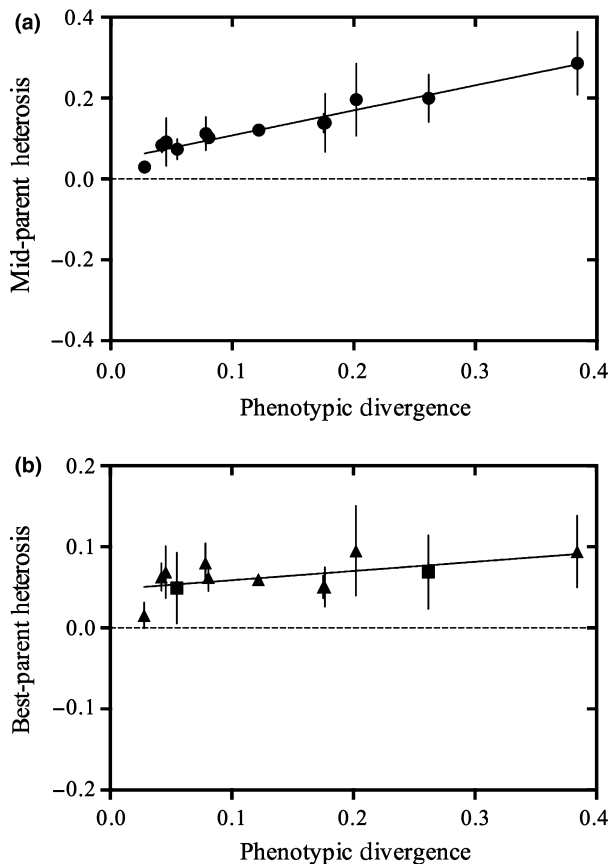 (a)
0.4
0.2
0.0
−0.2
−0.4
Mid-parent heterosis
0.0 0.1 0.2 0.3 0.4
Phenotypic divergence
(b)
0.2
0.1
0.0
−0.1
−0.2
Best-parent heterosis
0.0 0.1 0.2 0.3 0.4
Phenotypic divergence